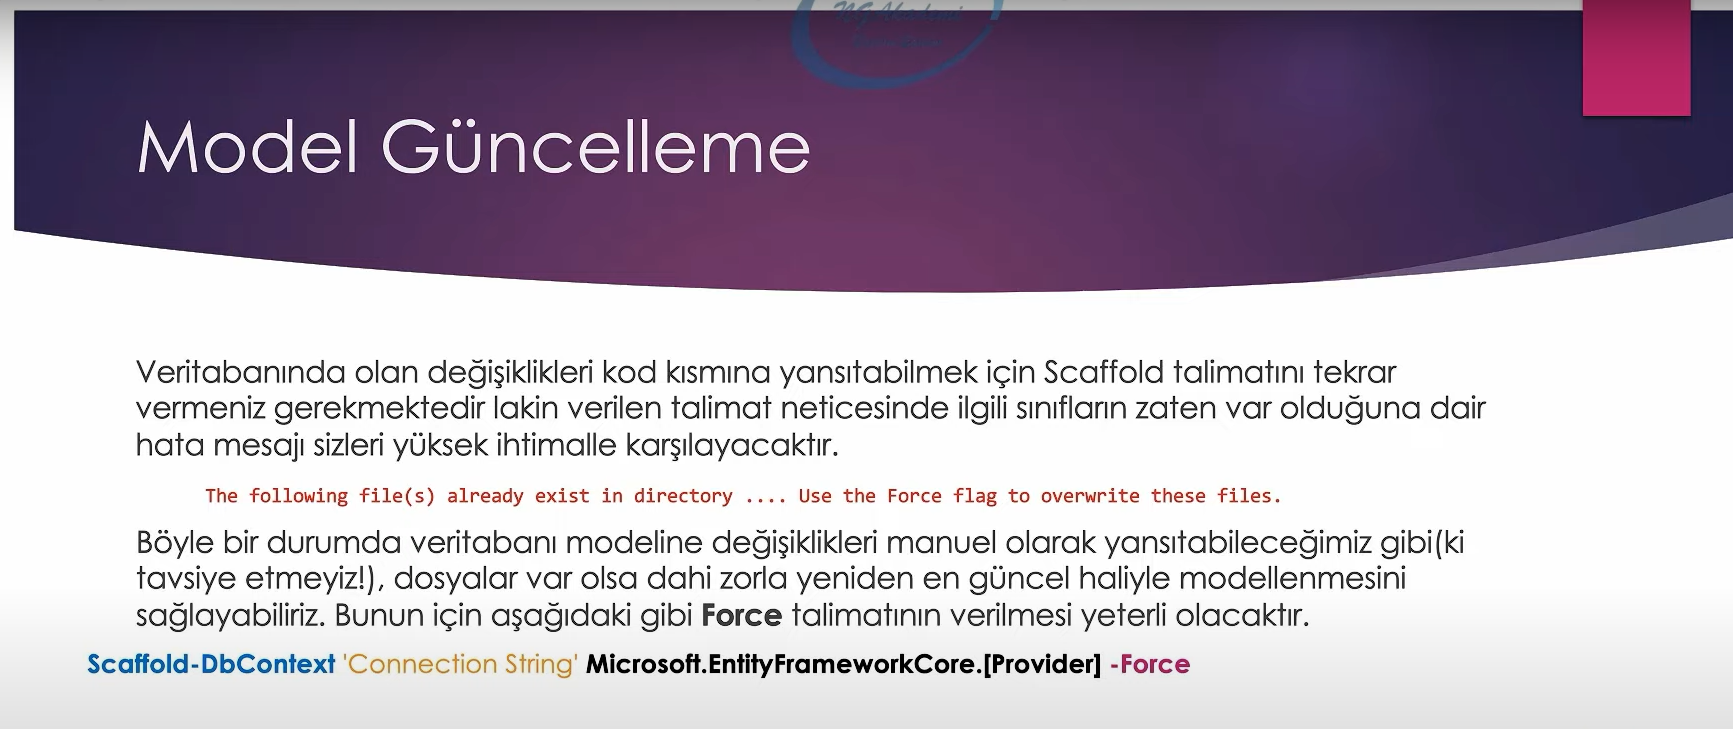 NG Akademi
Model Güncelleme
Veritabanında olan değişiklikleri kod kısmına yansıtabilmek için Scaffold talimatını tekrar
vermeniz gerekmektedir lakin verilen talimat neticesinde ilgili sınıfların zaten var olduğuna dair
hata mesajı sizleri yüksek ihtimalle karşılayacaktır.
The following file(s) already exist in directory .... Use the Force flag to overwrite these files.
Böyle bir durumda veritabanı modeline değişiklikleri manuel olarak yansıtabileceğimiz gibi(ki
tavsiye etmeyiz!), dosyalar var olsa dahi zorla yeniden en güncel haliyle modellenmesini
sağlayabiliriz. Bunun için aşağıdaki gibi Force talimatının verilmesi yeterli olacaktır.
Scaffold-DbContext 'Connection String' Microsoft.EntityFrameworkCore.[Provider] -Force